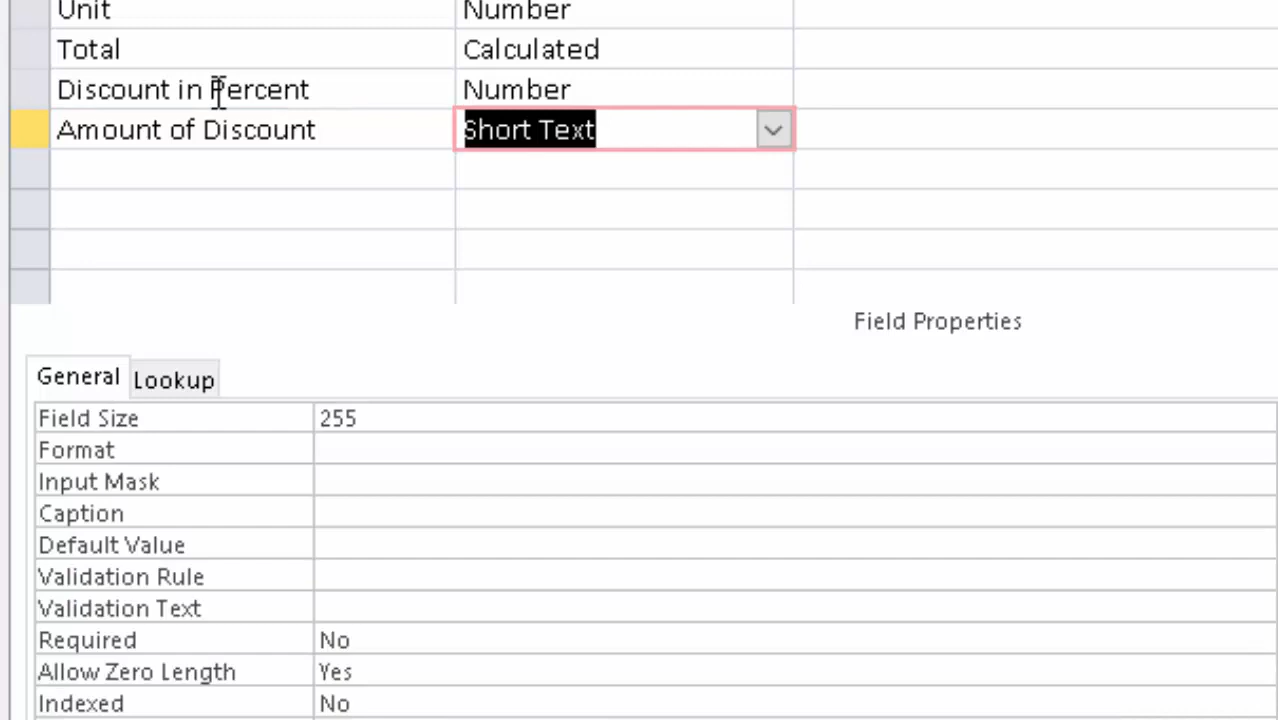 Unit Number
Total Calculated
Discount in Percent Number
Amount of Discount Short Text
Field Properties
General Lookup
Field Size 255
Format
Input Mask
Caption
Default Value
Validation Rule
Validation Text
Required No
Allow Zero Length Yes
Indexed No